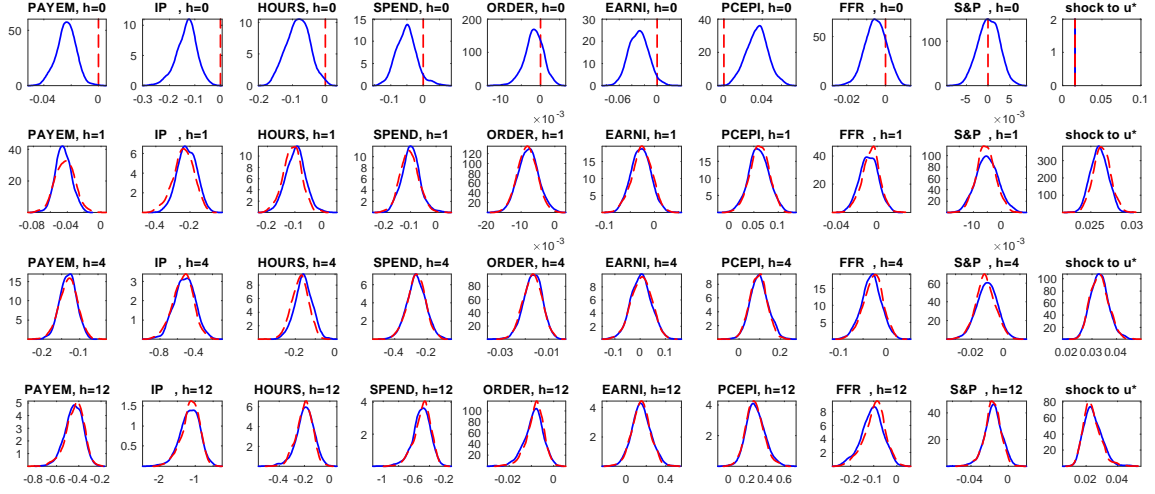 PAYEM, h=0 IP , h=0 HOURS, h=0 SPEND, h=0 ORDER, h=0 EARNI, h=0 PCEPI, h=0 FFR , h=0 S&P , h=0 shock to u*
50 10 10 10 200 40 40 50 100 2
5 5 5 100 20 20 1
0 0 0 0 0 0 0 0 0 0
-0.04 0 -0.3 -0.2 -0.1 0 -0.2 -0.1 0 -0.1 0 -10 0 -0.06 0 0 0.04 -0.02 0 -5 0 5 0 0.05 0.1
×10⁻³ ×10⁻³
PAYEM, h=1 IP , h=1 HOURS, h=1 SPEND, h=1 ORDER, h=1 EARNI, h=1 PCEPI, h=1 FFR , h=1 S&P , h=1 shock to u*
40 6 10 10 120 15 15 40 100 300
20 4 8 8 100 10 10 20 80 200
2 6 6 80 5 5 60 100
0 4 4 60 40
2 2 40 20
20
-0.08 -0.04 0 -0.4 -0.2 -0.2 -0.1 0 -0.2 -0.1 0 -10 -5 0 -0.1 -0.05 0 0 0.05 0.1 -0.05 0 -10 -5 0 0.025 0.03
×10⁻³ ×10⁻³
PAYEM, h=4 IP , h=4 HOURS, h=4 SPEND, h=4 ORDER, h=4 EARNI, h=4 PCEPI, h=4 FFR , h=4 S&P , h=4 shock to u*
15 3 8 6 100 8 8 15 60 100
10 2 6 4 80 6 6 10 40 80
5 1 4 2 60 4 4 5 20 60
2 40 2 2 40
20 20
-0.2 -0.1 -0.8 -0.4 -0.2 0 -0.4 -0.2 -0.03 -0.01 -0.1 0 0.1 0 0.2 -0.1 0 -0.02 0 0.02 0.03 0.04
PAYEM, h=12 IP , h=12 HOURS, h=12 SPEND, h=12 ORDER, h=12 EARNI, h=12 PCEPI, h=12 FFR , h=12 S&P , h=12 shock to u*
5 1.5 6 4 100 4 4 8 40 80
4 1 4 2 80 2 2 6 20 60
3 0.5 2 60 4 40
2 40 2 20
1 20
-0.8 -0.6 -0.4 -0.2 -2 -1 -0.4 -0.2 0 -1 -0.6 -0.2 -0.02 0 0 0.4 0 0.2 0.4 0.6 -0.2 -0.1 0 -0.04 0 0.02 0.04